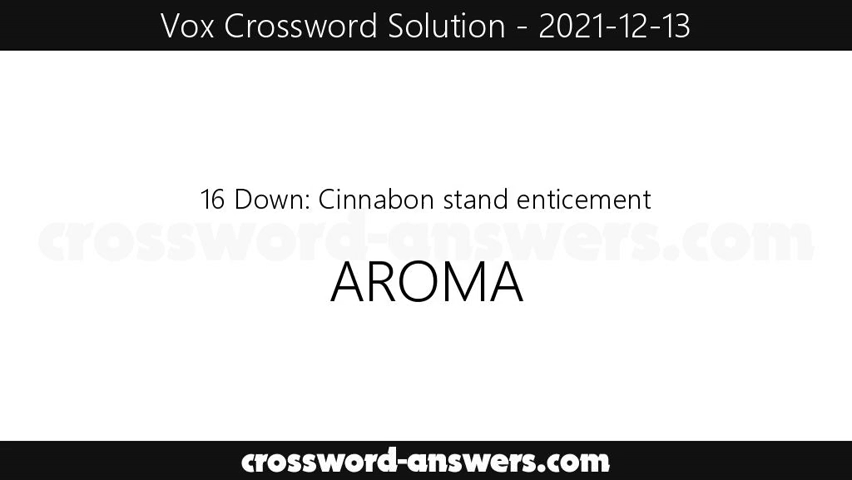 Vox Crossword Solution - 2021-12-13
16 Down: Cinnabon stand enticement
crossword-answers.com
AROMA
crossword-answers.com